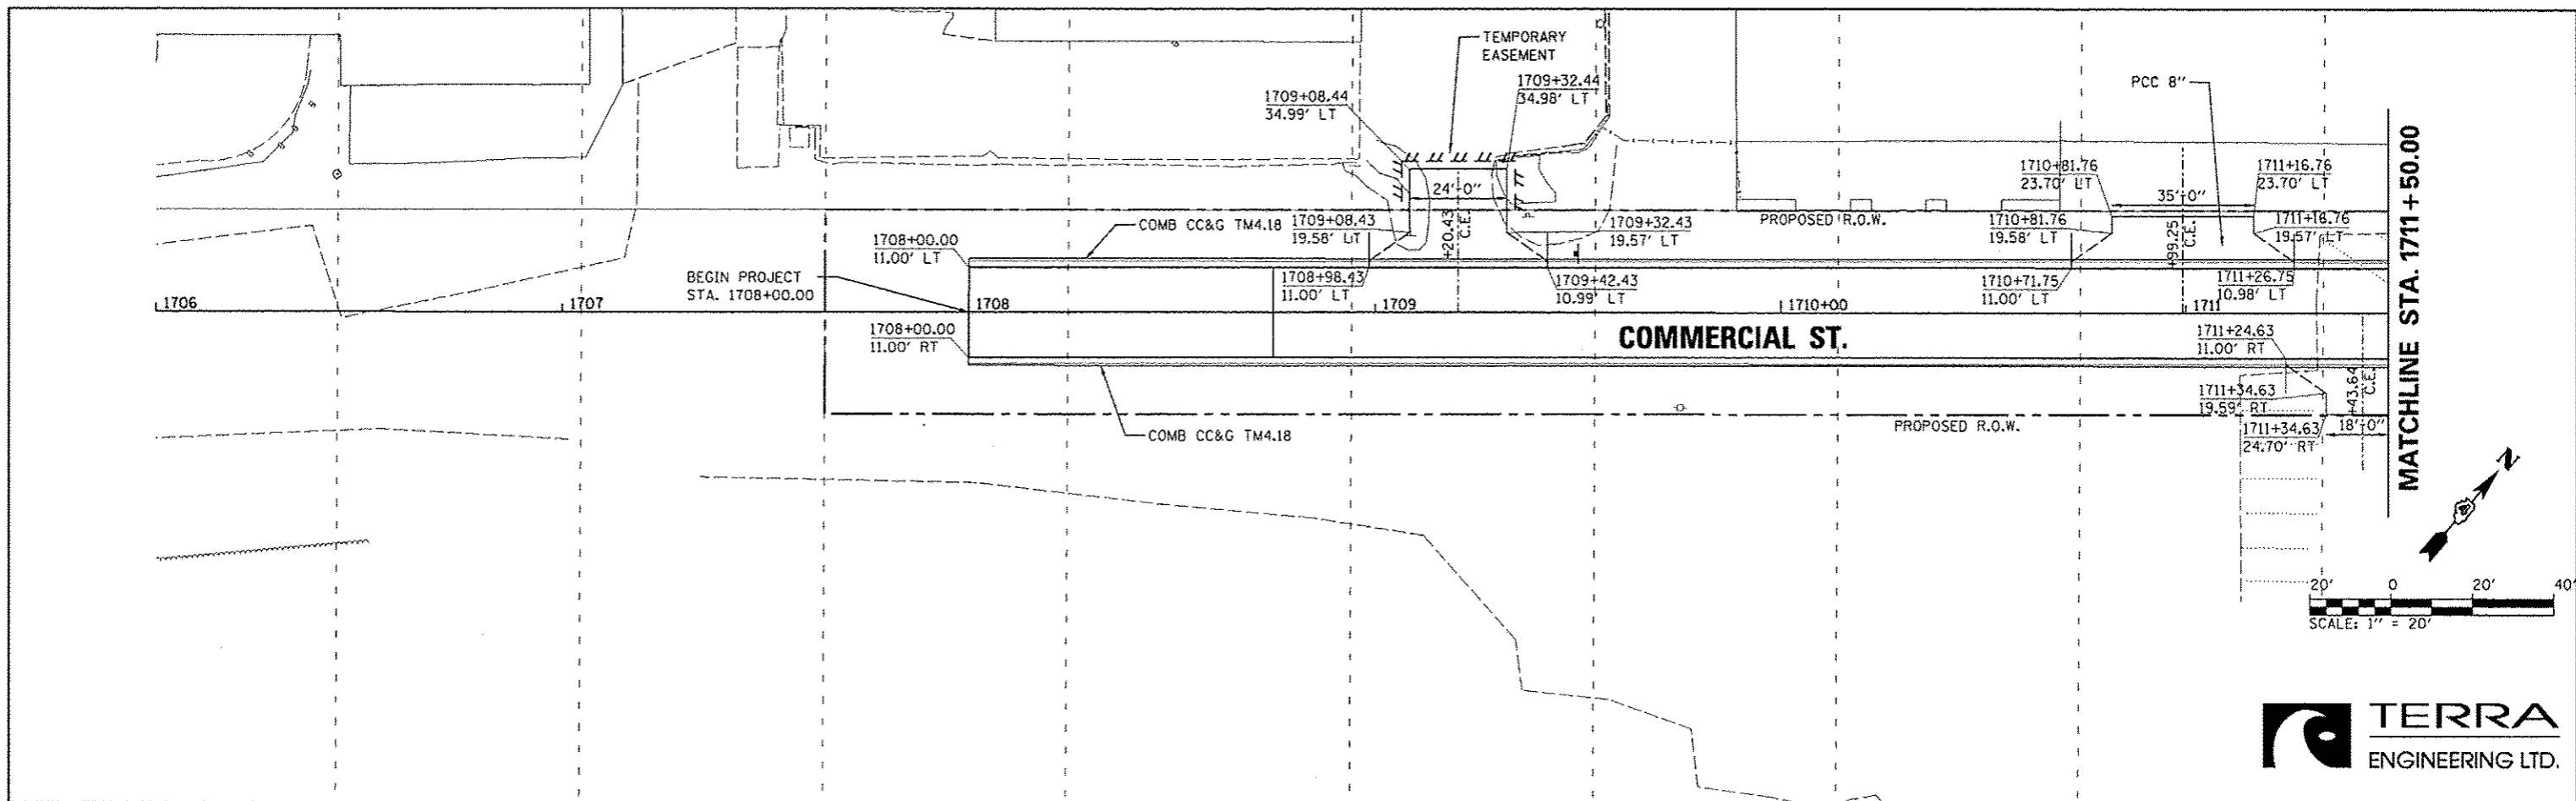 TEMPORARY
EASEMENT
1709+08.44
34.99' LT
1709+32.44
34.98' LT
PCC 8"
1710+81.76
23.70' LT
1711+16.76
23.70' LT
24'-0"
35'-0"
COMB CC&G TM4.18
1709+08.43
19.58' LT
+20.43
C.E.
1709+32.43
19.57' LT
PROPOSED R.O.W.
1710+81.76
19.58' LT
+99.25
C.E.
1711+16.76
19.57' LT
1708+00.00
11.00' LT
BEGIN PROJECT
STA. 1708+00.00
1708+98.43
11.00' LT
1709+42.43
10.99' LT
1710+71.75
11.00' LT
1711+26.75
10.98' LT
1706
1707
1708
1709
1710+00
1711
1708+00.00
11.00' RT
COMMERCIAL ST.
1711+24.63
11.00' RT
1711+34.63
19.59' RT
+43.64
C.E.
COMB CC&G TM4.18
PROPOSED R.O.W.
1711+34.63
24.70' RT
18'-0"
MATCHLINE STA. 1711+50.00
N
20' 0 20' 40'
SCALE: 1" = 20'
TERRA
ENGINEERING LTD.